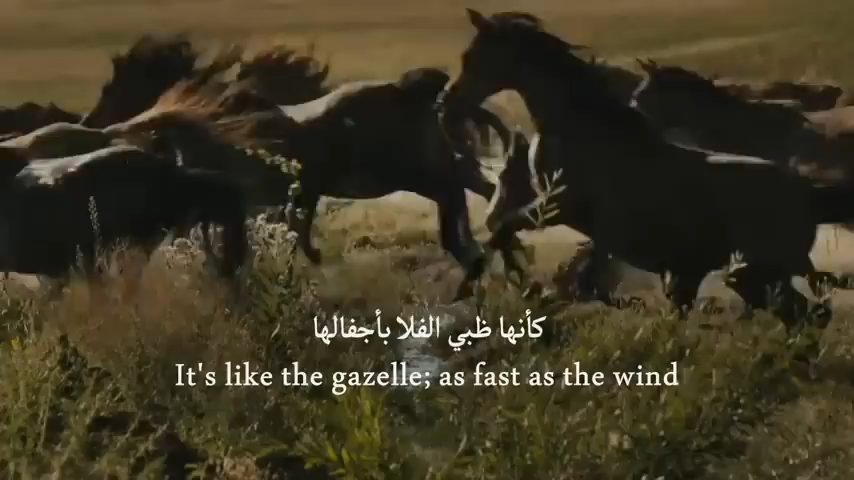 كأنها ظبي الفلا بأجفالها
It's like the gazelle; as fast as the wind